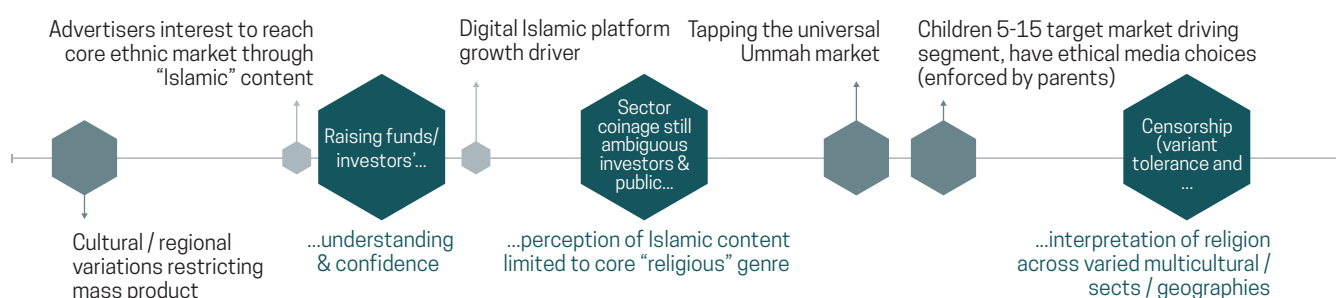 Advertisers interest to reach
core ethnic market through
“Islamic” content
Digital Islamic platform
growth driver
Tapping the universal
Ummah market
Children 5-15 target market driving
segment, have ethical media choices
(enforced by parents)
Raising funds/
investors’...
Sector
coinage still
ambiguous
investors &
public...
Censorship
(variant
tolerance and
...
Cultural / regional
variations restricting
mass product
...understanding
& confidence
...perception of Islamic content
limited to core “religious” genre
...interpretation of religion
across varied multicultural /
sects / geographies